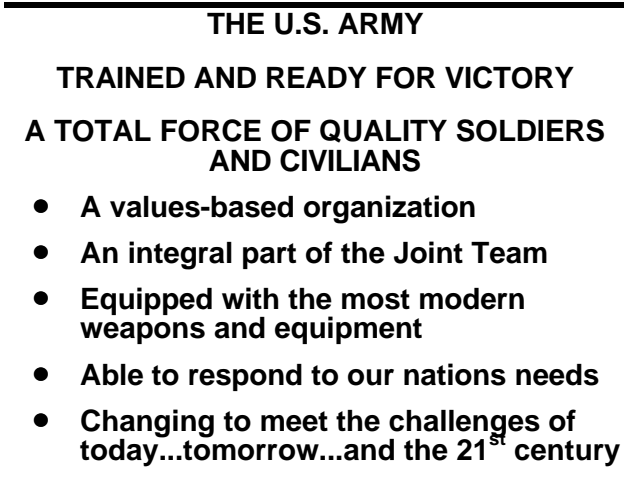 THE U.S. ARMY
TRAINED AND READY FOR VICTORY
A TOTAL FORCE OF QUALITY SOLDIERS
AND CIVILIANS
● A values-based organization
● An integral part of the Joint Team
● Equipped with the most modern
weapons and equipment
● Able to respond to our nations needs
● Changing to meet the challenges of
today...tomorrow...and the 21st century